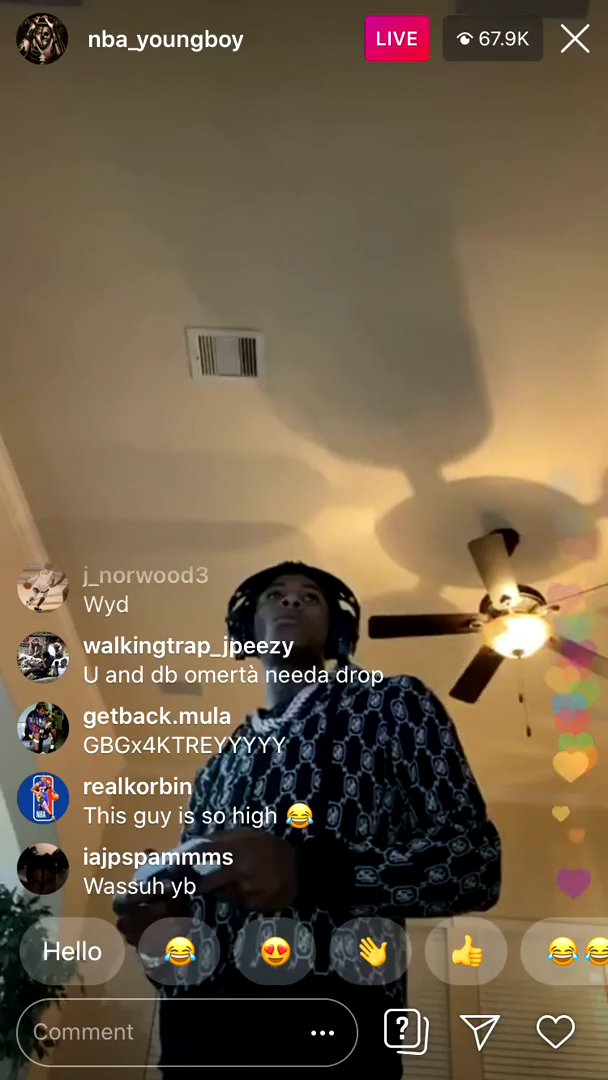 nba_youngboy
LIVE
67.9K
j_norwood3
Wyd
walkingtrap_jpeezy
U and db omertà needa drop
getback.mula
GBGx4KTREYYYYY
realkorbin
This guy is so high 😂
iajpspammms
Wassuh yb
Hello 😂 😍 👋 👍 😂😂
Comment